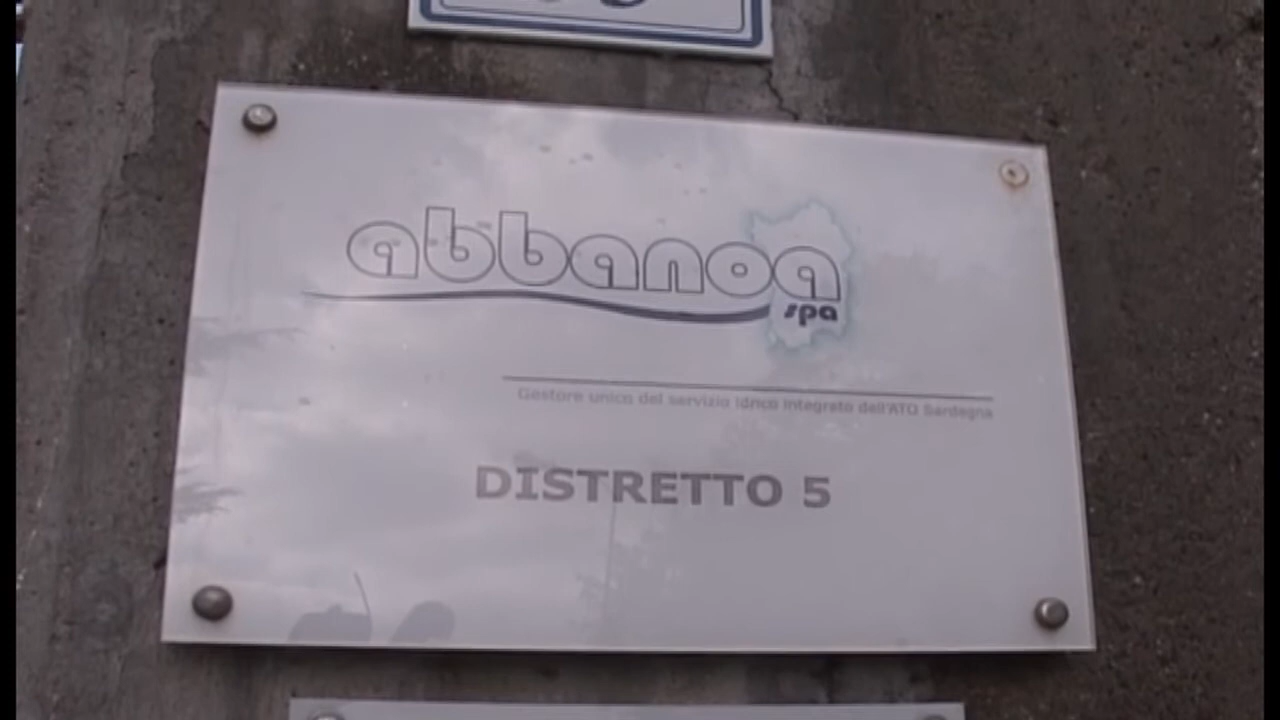 abbanoa
spa
Gestore unico del servizio idrico integrato dell'ATO Sardegna
DISTRETTO 5